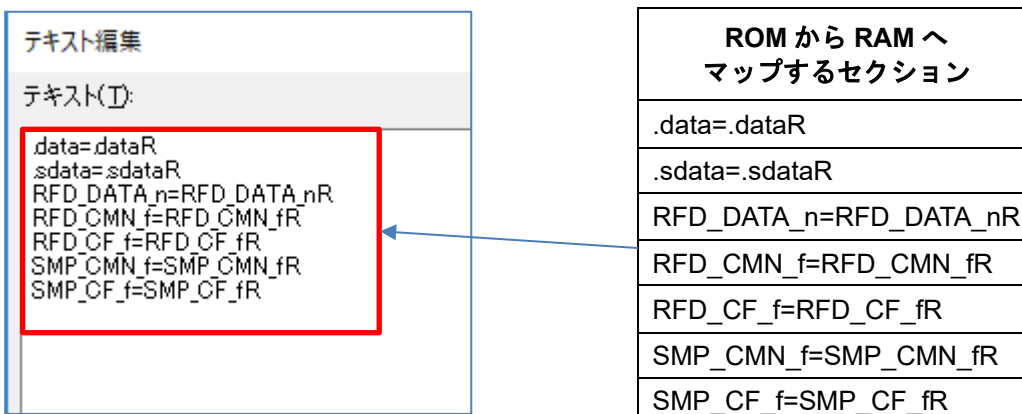 テキスト編集
テキスト(T):
.data=.dataR
.sdata=.sdataR
RFD_DATA_n=RFD_DATA_nR
RFD_CMN_f=RFD_CMN_fR
RFD_CF_f=RFD_CF_fR
SMP_CMN_f=SMP_CMN_fR
SMP_CF_f=SMP_CF_fR
ROM から RAM へ
マップするセクション
.data=.dataR
.sdata=.sdataR
RFD_DATA_n=RFD_DATA_nR
RFD_CMN_f=RFD_CMN_fR
RFD_CF_f=RFD_CF_fR
SMP_CMN_f=SMP_CMN_fR
SMP_CF_f=SMP_CF_fR